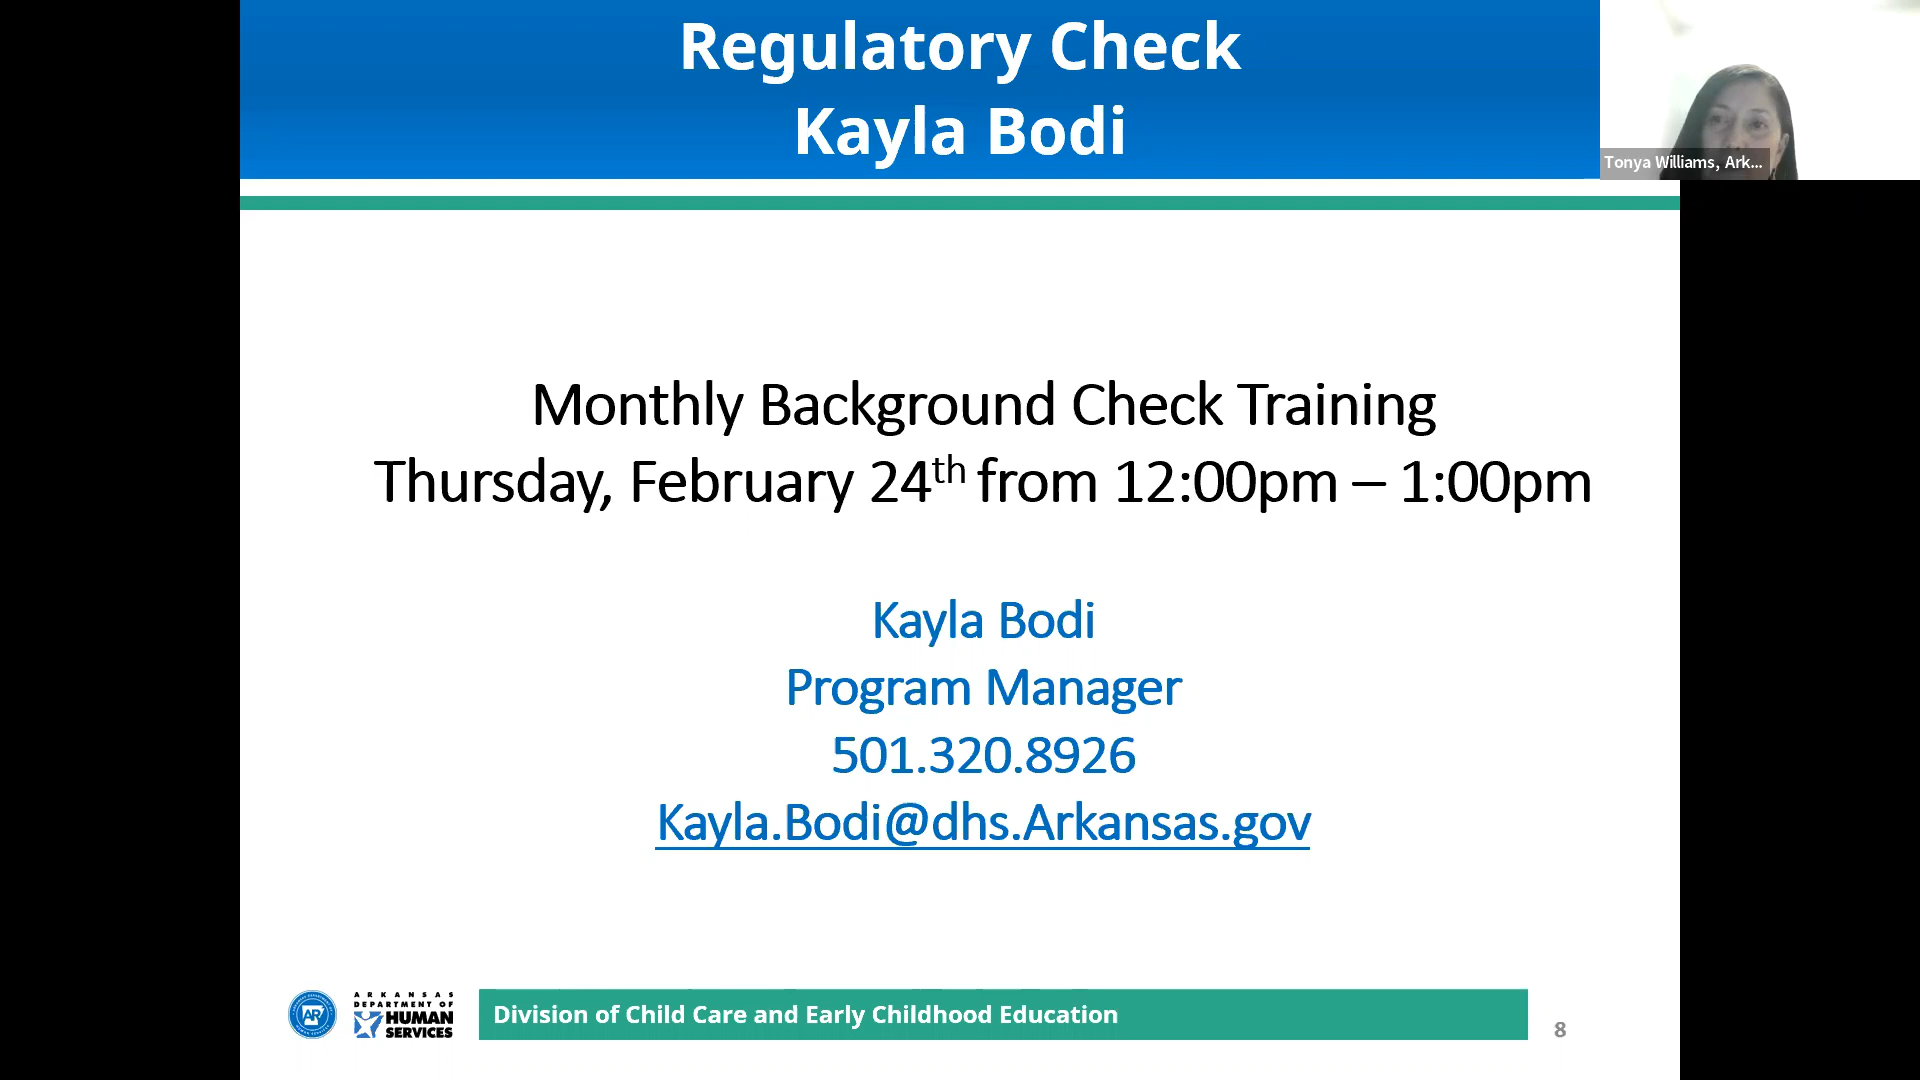 Regulatory Check
Kayla Bodi
Tonya Williams, Ark...
Monthly Background Check Training
Thursday, February 24th from 12:00pm – 1:00pm
Kayla Bodi
Program Manager
501.320.8926
Kayla.Bodi@dhs.Arkansas.gov
AR
ARKANSAS
DEPARTMENT OF
HUMAN
SERVICES
Division of Child Care and Early Childhood Education
8